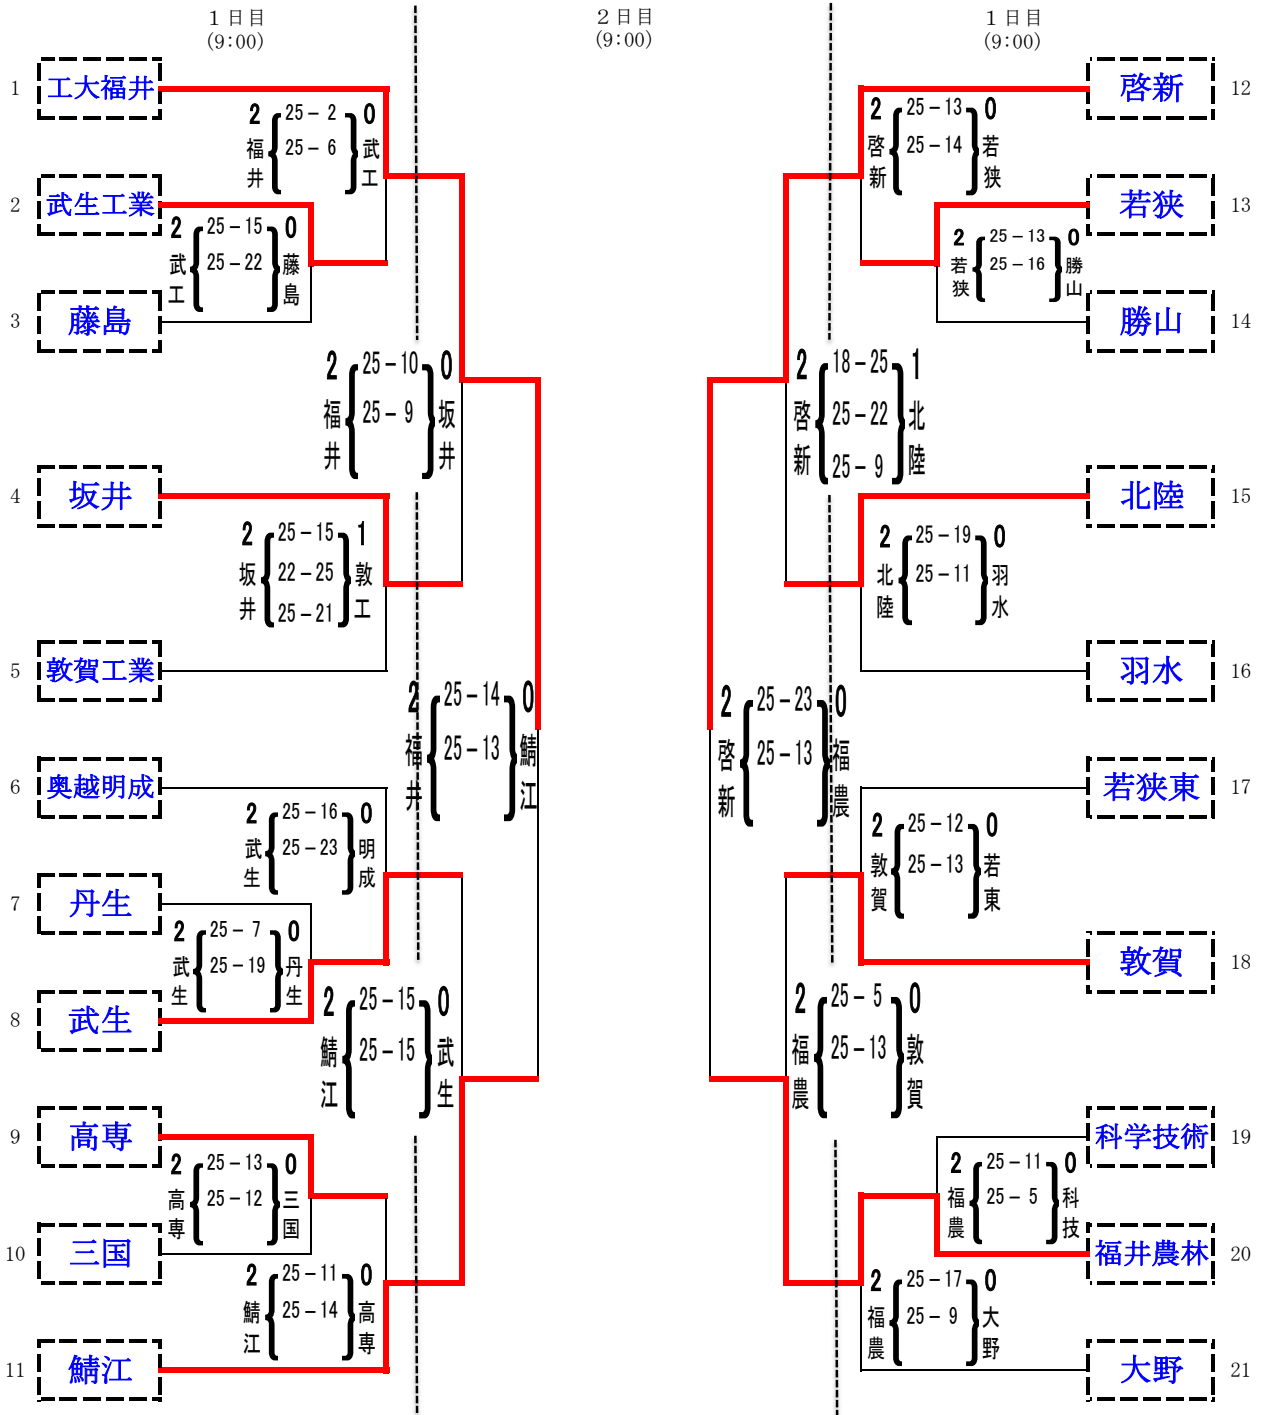 1日目
(9:00)
2日目
(9:00)
1日目
(9:00)
1 工大福井
2 福井 25－2 0 武工
25－6
2 武生工業
2 武工 25－15 0 藤島
25－22
3 藤島
2 福井 25－10 0 坂井
25－9
4 坂井
2 坂井 25－15 1 敦工
22－25
25－21
5 敦賀工業
2 福井 25－14 0 鯖江
25－13
6 奥越明成
2 武生 25－16 0 明成
25－23
7 丹生
2 武生 25－7 0 丹生
25－19
8 武生
2 鯖江 25－15 0 武生
25－15
9 高専
2 高専 25－13 0 三国
25－12
10 三国
2 鯖江 25－11 0 高専
25－14
11 鯖江
啓新 12
2 啓新 25－13 0 若狭
25－14
若狭 13
2 若狭 25－13 0 勝山
25－16
勝山 14
2 啓新 18－25 1 北陸
25－22
25－9
北陸 15
2 北陸 25－19 0 羽水
25－11
羽水 16
2 啓新 25－23 0 福農
25－13
若狭東 17
2 敦賀 25－12 0 若東
25－13
敦賀 18
2 福農 25－5 0 敦賀
25－13
科学技術 19
2 福農 25－11 0 科技
25－5
福井農林 20
2 福農 25－17 0 大野
25－9
大野 21